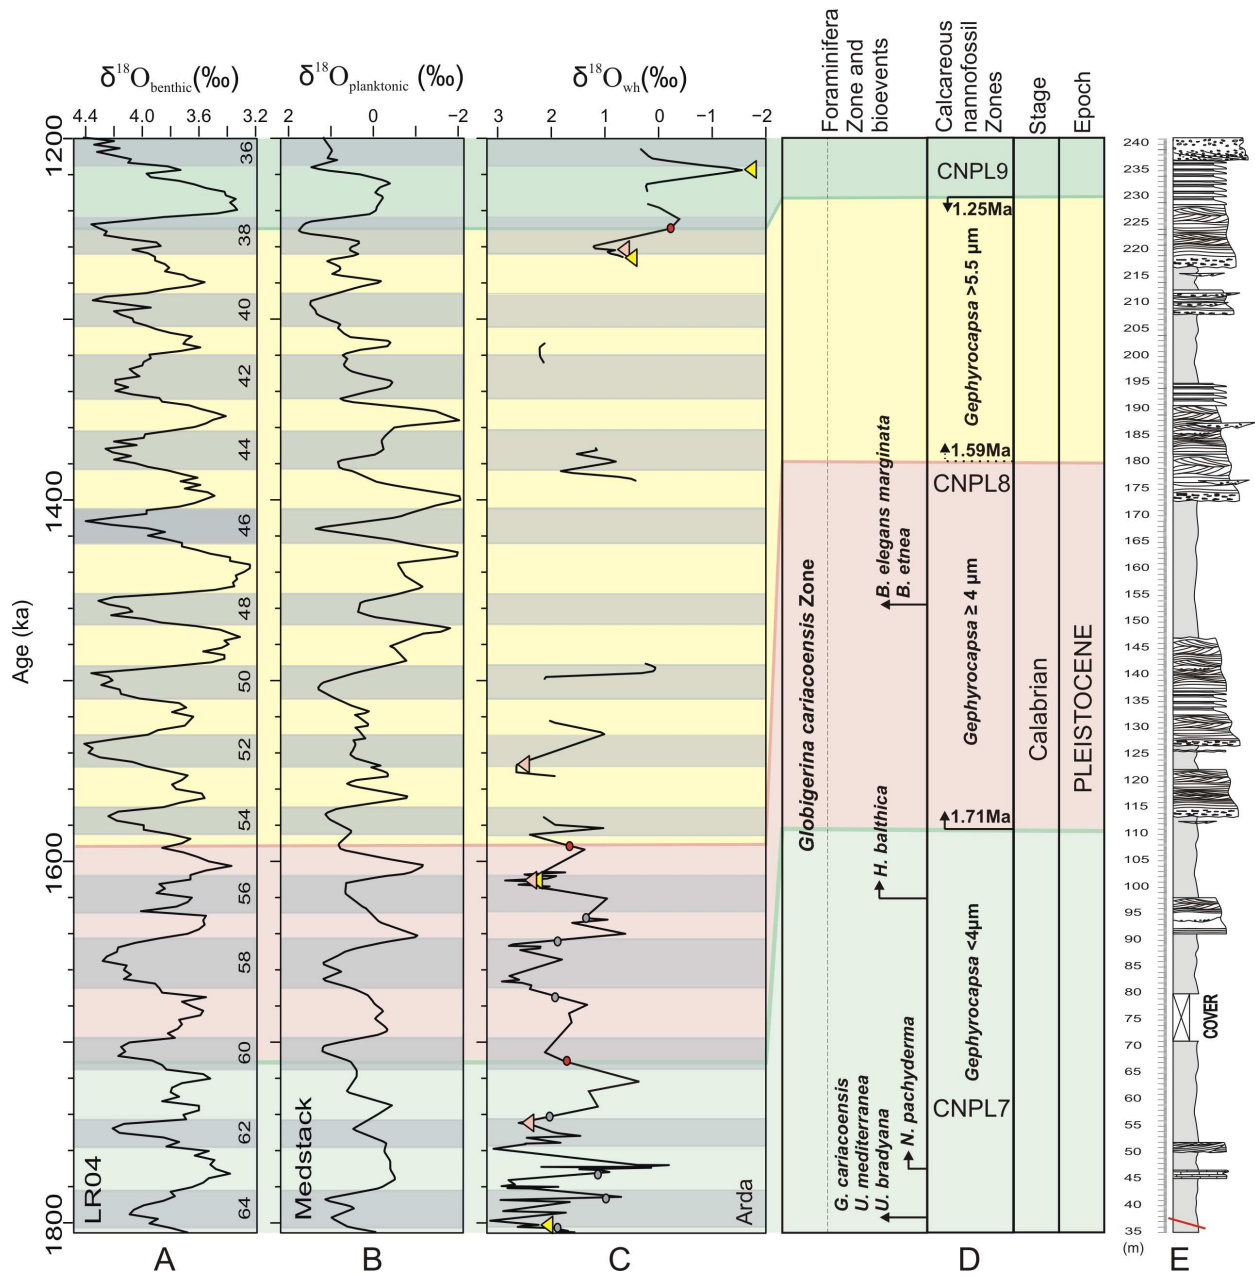 δ¹⁸Obenthic(‰)
δ¹⁸Oplanktonic (‰)
δ¹⁸Owh(‰)
Foraminifera
Zone and
bioevents
Calcareous
nannofossil
Zones
Stage
Epoch
4.4 4.0 3.6 3.2
2 1 0 −2
3 2 1 0 −1 −2
Age (ka)
1200
1400
1600
1800
36
38
40
42
44
46
48
50
52
54
56
58
60
62
64
LR04
Medstack
Arda
Globigerina cariacoensis Zone
B. elegans marginata
B. etnea
H. balthica
N. pachyderma
G. cariacoensis
U. mediterranea
U. bradyana
CNPL9
1.25Ma
Gephyrocapsa >5.5 µm
1.59Ma
CNPL8
Gephyrocapsa ≥ 4 µm
1.71Ma
Gephyrocapsa <4µm
CNPL7
Calabrian
PLEISTOCENE
240
235
230
225
220
215
210
205
200
195
190
185
180
175
170
165
160
155
150
145
140
135
130
125
120
115
110
105
100
95
90
85
80
75
70
65
60
55
50
45
40
35
(m)
COVER
A B C D E